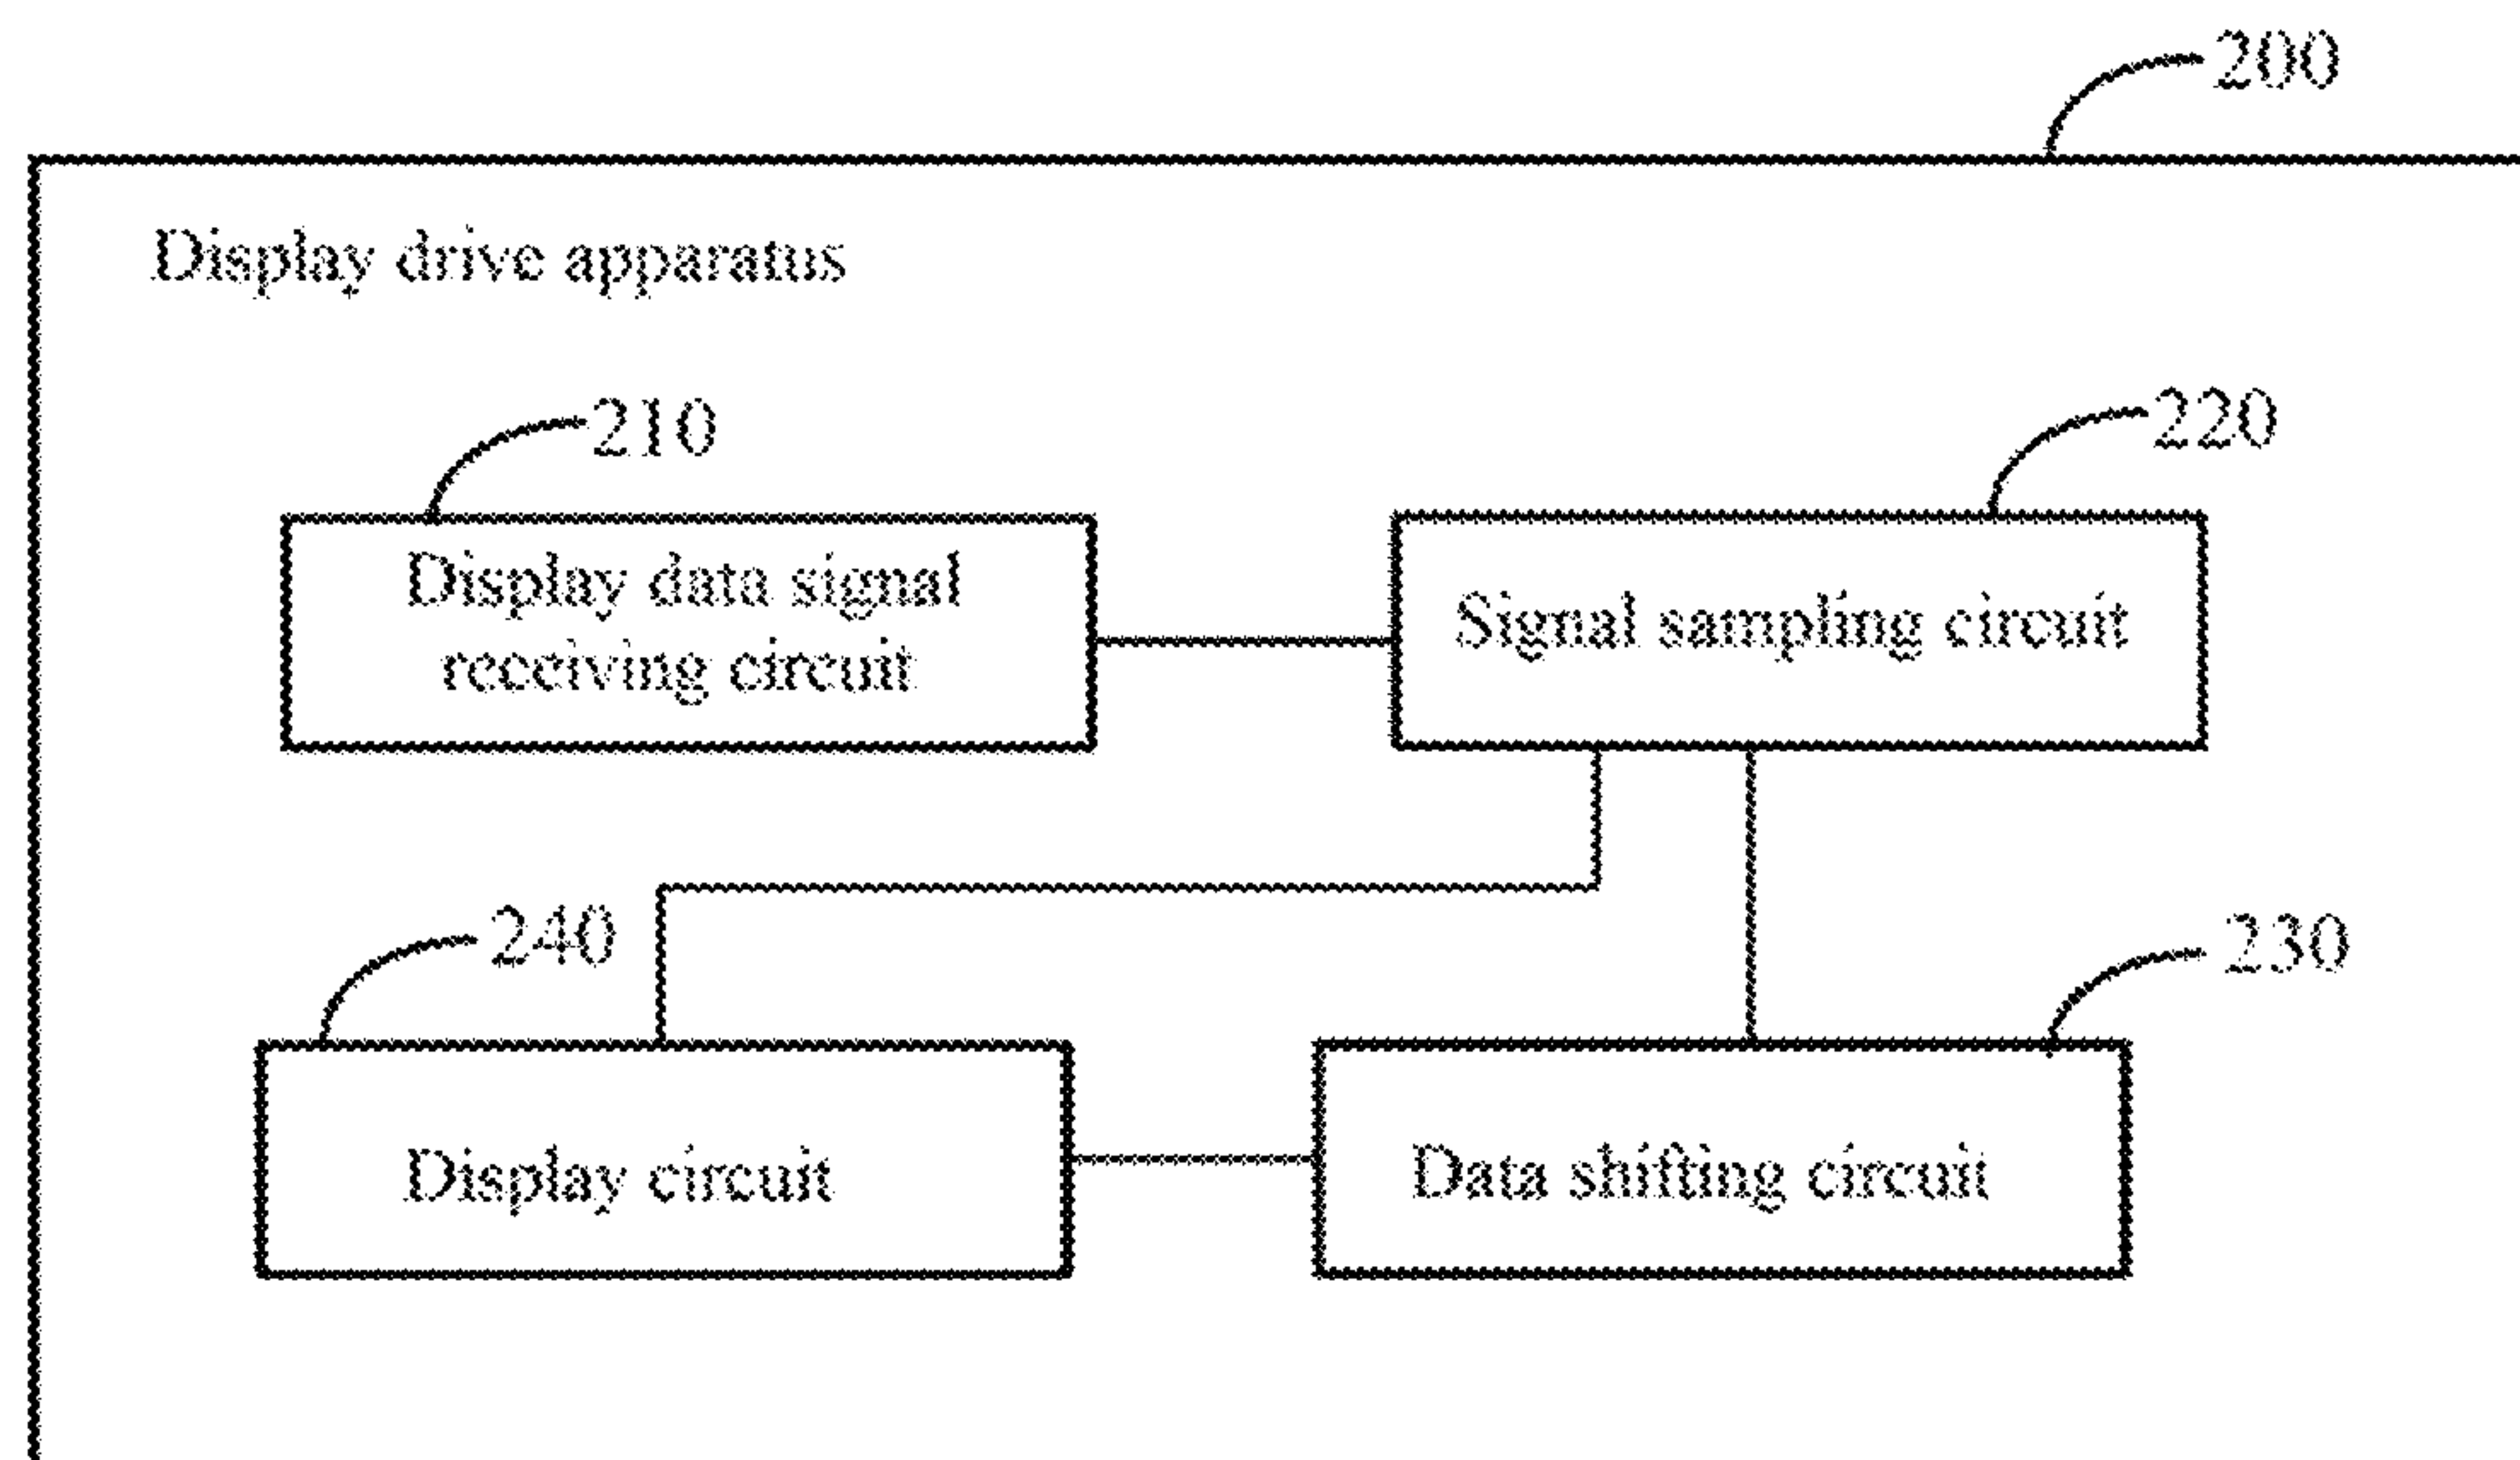 200
Display drive apparatus
210
220
Display data signal
receiving circuit
Signal sampling circuit
240
230
Display circuit
Data shifting circuit